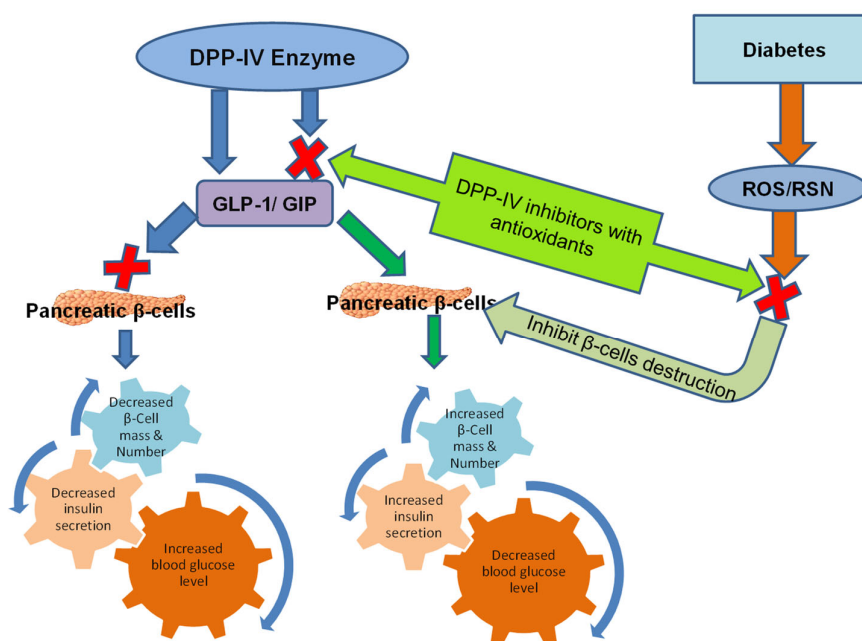 DPP-IV Enzyme
Diabetes
GLP-1/ GIP
DPP-IV inhibitors with
antioxidants
ROS/RSN
Pancreatic β-cells
Pancreatic β-cells
Inhibit β-cells destruction
Decreased
β-Cell
mass &
Number
Decreased
insulin
secretion
Increased
blood glucose
level
Increased
β-Cell
mass &
Number
Increased
insulin
secretion
Decreased
blood glucose
level